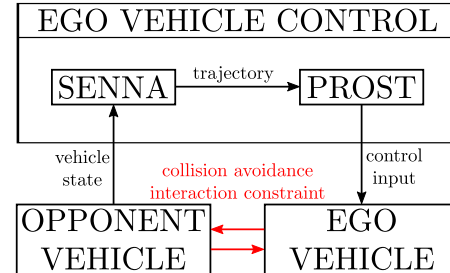 EGO VEHICLE CONTROL
SENNA
trajectory
PROST
vehicle
state
collision avoidance
interaction constraint
control
input
OPPONENT
VEHICLE
EGO
VEHICLE